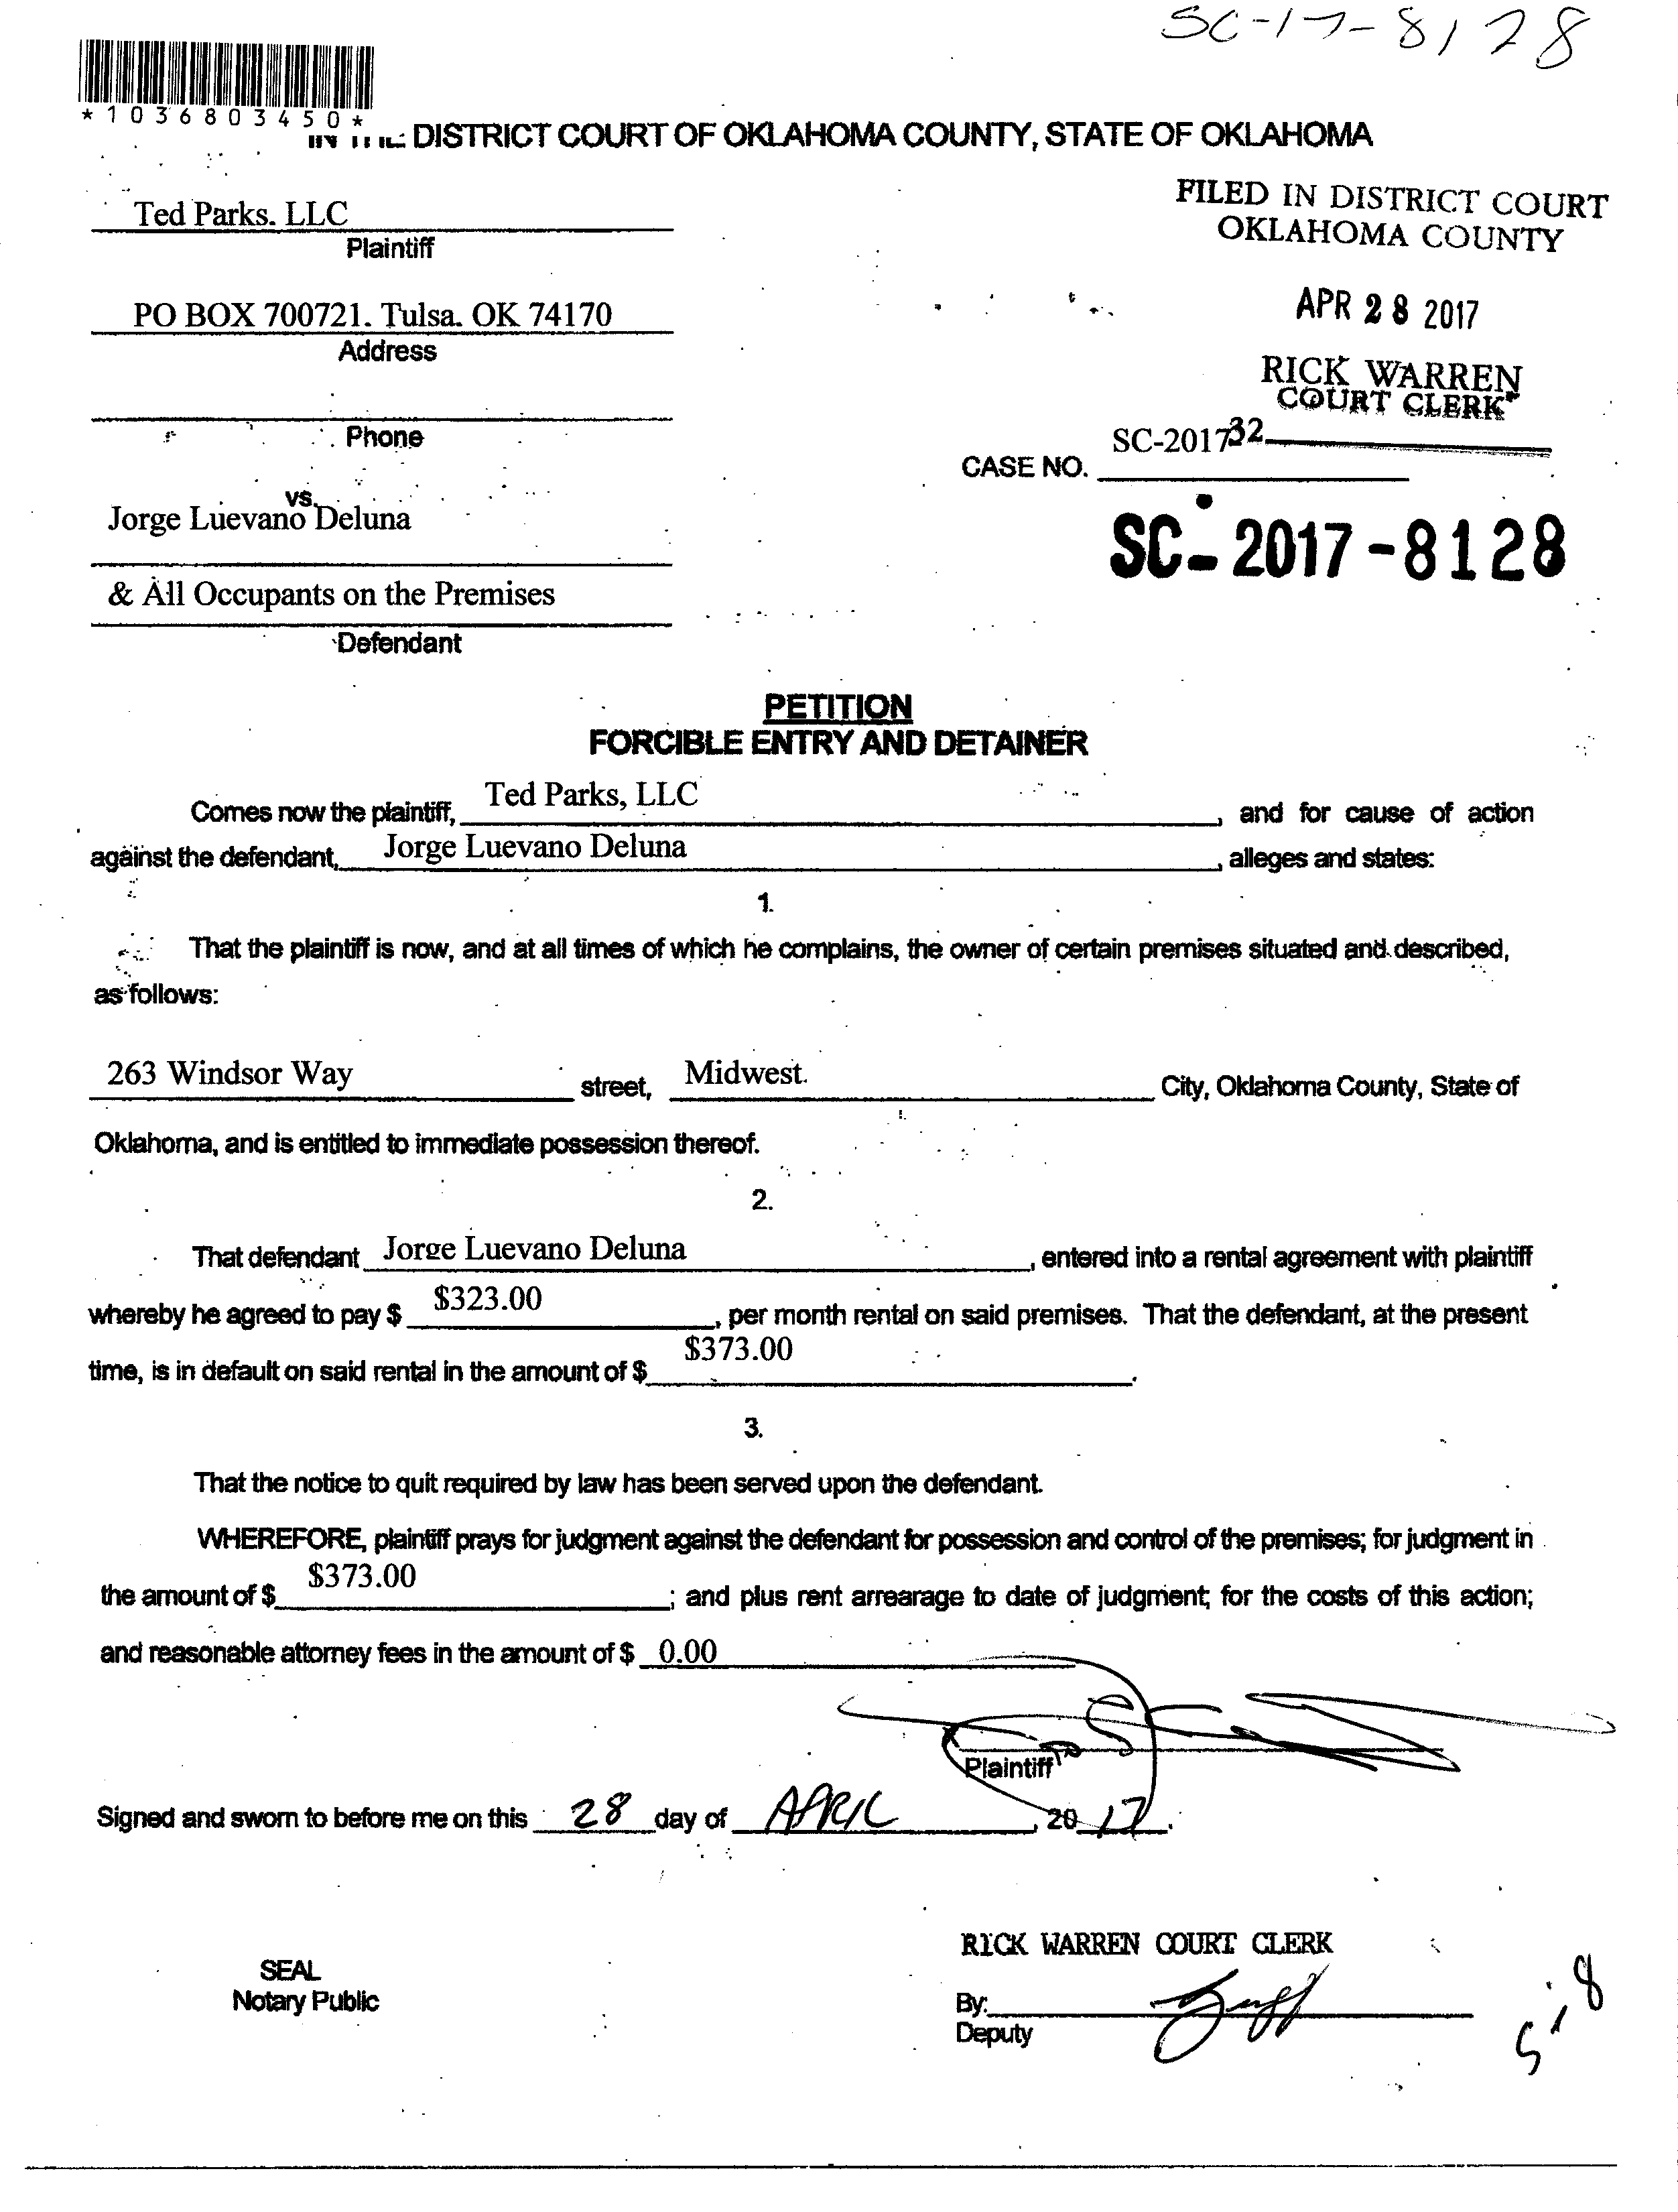 SC-17-8128
*1036803450*
IN THE DISTRICT COURT OF OKLAHOMA COUNTY, STATE OF OKLAHOMA
Ted Parks. LLC
Plaintiff
FILED IN DISTRICT COURT
OKLAHOMA COUNTY
PO BOX 700721. Tulsa. OK 74170
Address
APR 28 2017
RICK WARREN
COURT CLERK
Phone
32
SC-2017
CASE NO.
vs.
Jorge Luevano Deluna
SC-2017-8128
& All Occupants on the Premises
Defendant
PETITION
FORCIBLE ENTRY AND DETAINER
Comes now the plaintiff, Ted Parks, LLC, and for cause of action
against the defendant, Jorge Luevano Deluna, alleges and states:
1.
That the plaintiff is now, and at all times of which he complains, the owner of certain premises situated and described,
as follows:
263 Windsor Way street, Midwest. City, Oklahoma County, State of
Oklahoma, and is entitled to immediate possession thereof.
2.
That defendant Jorge Luevano Deluna, entered into a rental agreement with plaintiff
whereby he agreed to pay $ $323.00, per month rental on said premises. That the defendant, at the present
time, is in default on said rental in the amount of $ $373.00.
3.
That the notice to quit required by law has been served upon the defendant.
WHEREFORE, plaintiff prays for judgment against the defendant for possession and control of the premises; for judgment in
the amount of $ $373.00; and plus rent arrearage to date of judgment; for the costs of this action;
and reasonable attorney fees in the amount of $ 0.00
Plaintiff
Signed and sworn to before me on this 28 day of APRIL, 2017.
RICK WARREN COURT CLERK
SEAL
Notary Public
By:
Deputy
5-18